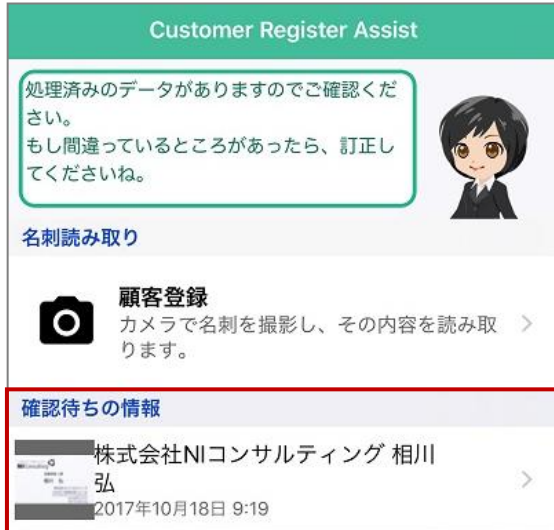 Customer Register Assist
処理済みのデータがありますのでご確認くだ
さい。
もし間違っているところがあったら、訂正し
てくださいね。
名刺読み取り
顧客登録
カメラで名刺を撮影し、その内容を読み取
ります。
確認待ちの情報
株式会社NIコンサルティング 相川
弘
2017年10月18日 9:19